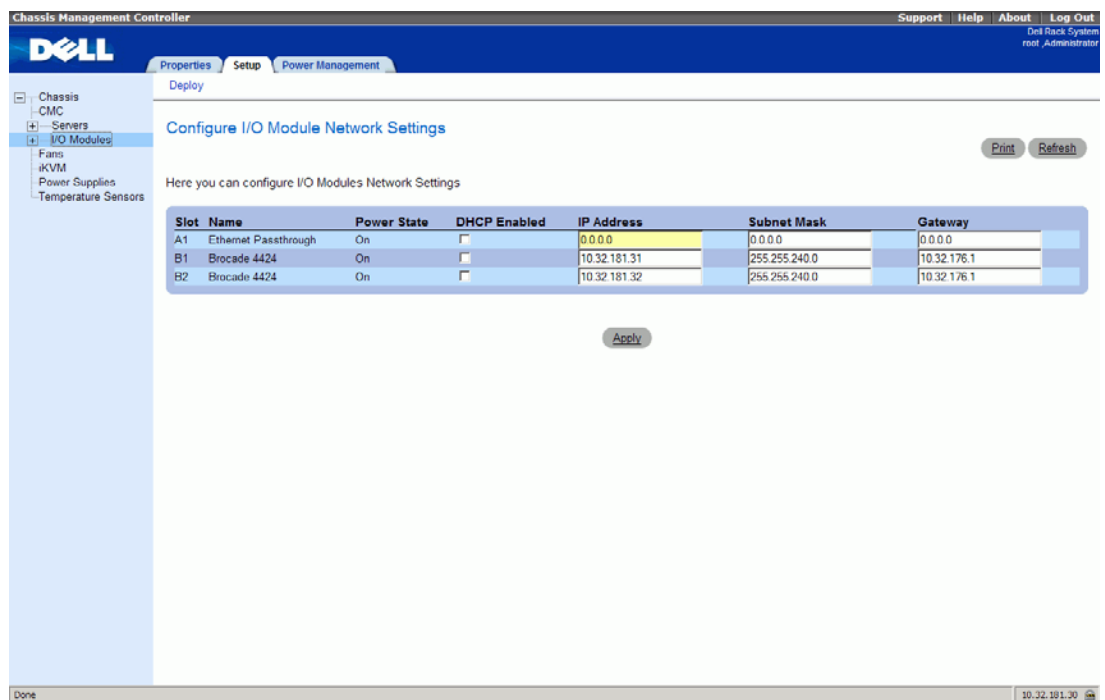 Chassis Management Controller
Support Help About Log Out
DELL
Dell Rack System
root ,Administrator
Properties Setup Power Management
Deploy
Chassis
CMC
Servers
I/O Modules
Fans
iKVM
Power Supplies
Temperature Sensors
Configure I/O Module Network Settings
Print Refresh
Here you can configure I/O Modules Network Settings
Slot Name Power State DHCP Enabled IP Address Subnet Mask Gateway
A1 Ethernet Passthrough On 0.0.0.0 0.0.0.0 0.0.0.0
B1 Brocade 4424 On 10.32.181.31 255.255.240.0 10.32.176.1
B2 Brocade 4424 On 10.32.181.32 255.255.240.0 10.32.176.1
Apply
Done
10.32.181.30